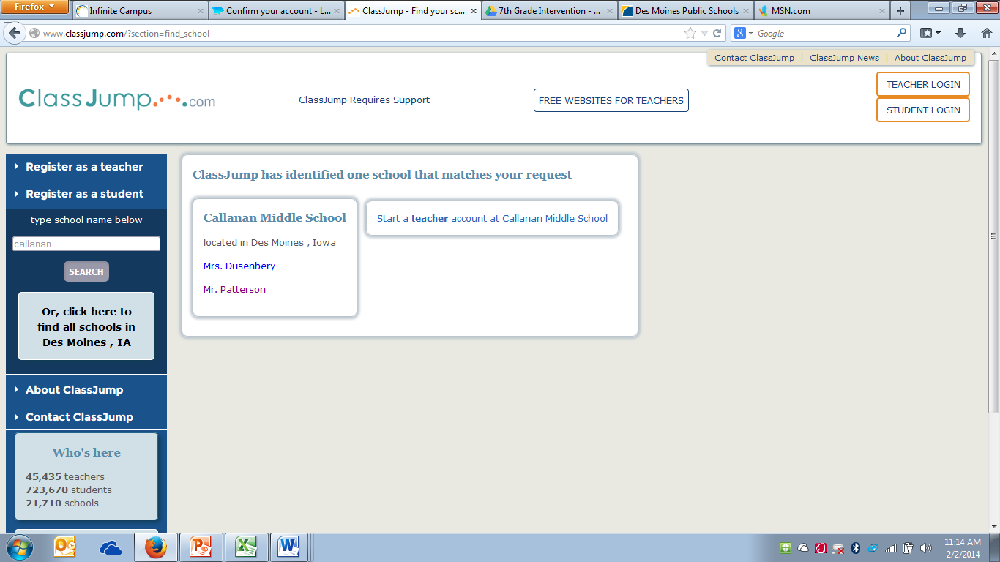 Firefox
Infinite Campus
Confirm your account - L...
ClassJump - Find your sc...
7th Grade Intervention - ...
Des Moines Public Schools
MSN.com
www.classjump.com/?section=find_school
Google
Contact ClassJump | ClassJump News | About ClassJump
ClassJump.com
ClassJump Requires Support
FREE WEBSITES FOR TEACHERS
TEACHER LOGIN
STUDENT LOGIN
Register as a teacher
Register as a student
type school name below
callanan
SEARCH
Or, click here to
find all schools in
Des Moines , IA
About ClassJump
Contact ClassJump
Who's here
45,435 teachers
723,670 students
21,710 schools
ClassJump has identified one school that matches your request
Callanan Middle School
located in Des Moines , Iowa
Mrs. Dusenbery
Mr. Patterson
Start a teacher account at Callanan Middle School
11:14 AM
2/2/2014